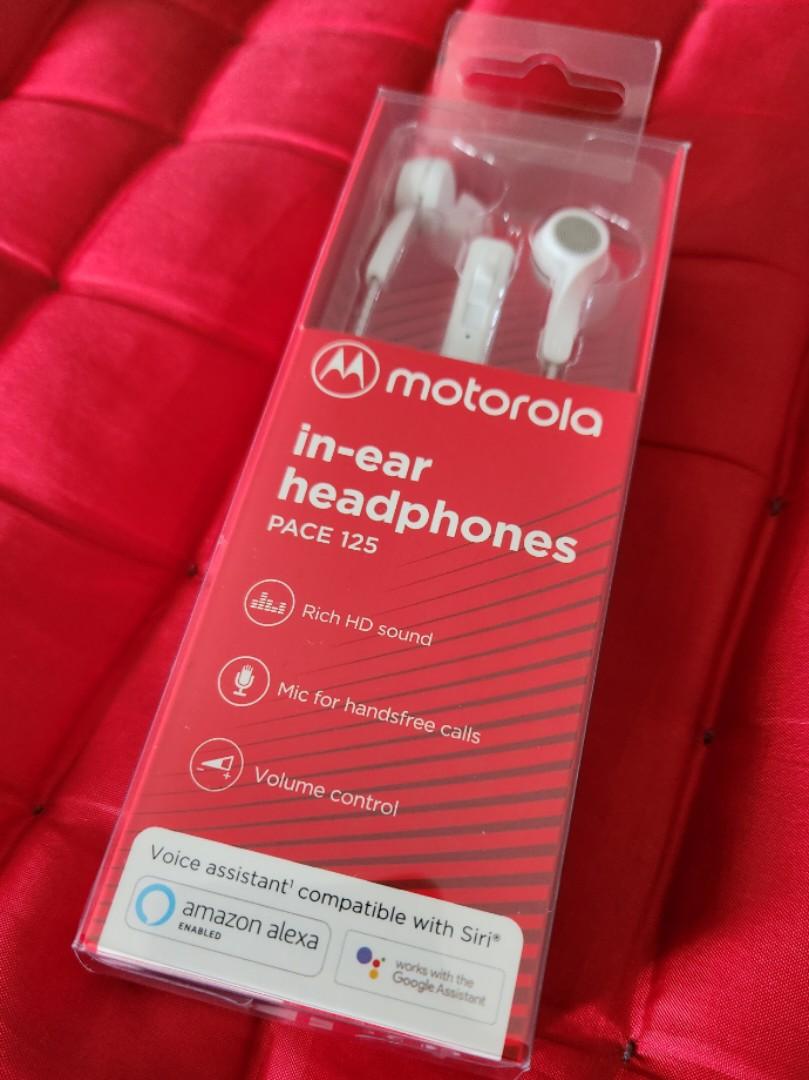 motorola
in-ear
headphones
PACE 125
Rich HD sound
Mic for handsfree calls
Volume control
Voice assistant¹ compatible with Siri®
amazon alexa
ENABLED
works with the
Google Assistant